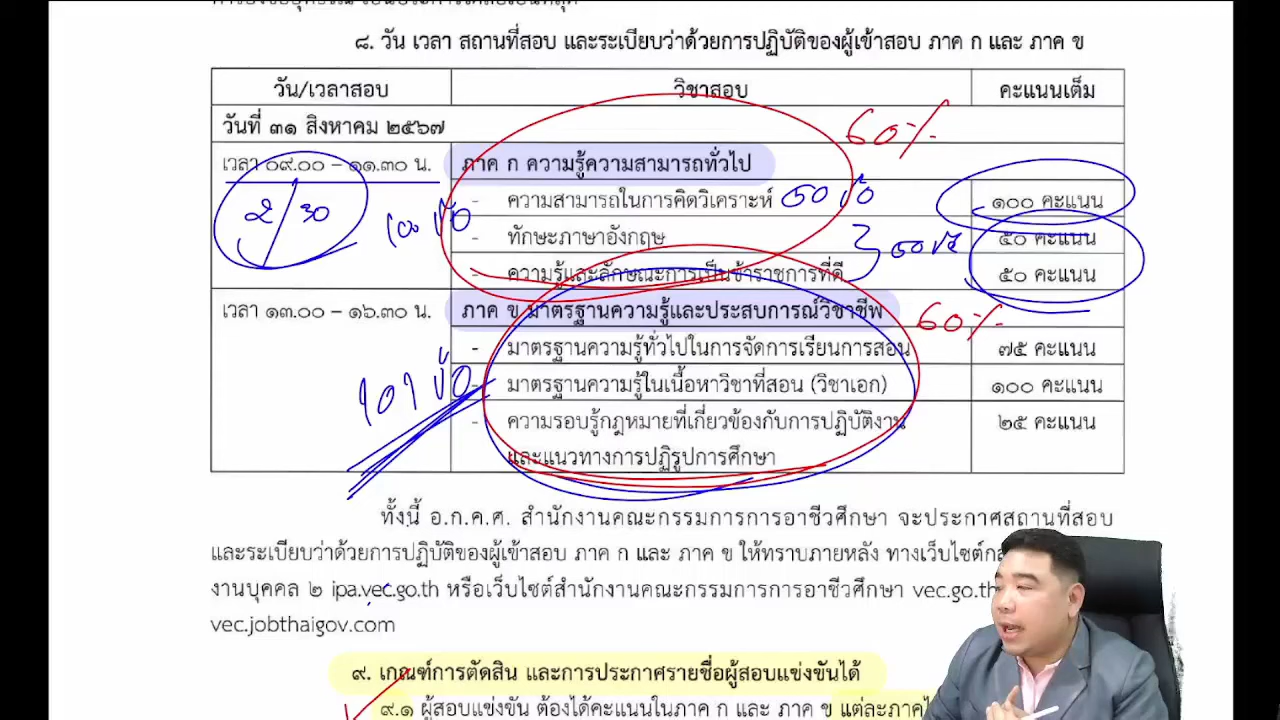 ๘. วัน เวลา สถานที่สอบ และระเบียบว่าด้วยการปฏิบัติของผู้เข้าสอบ ภาค ก และ ภาค ข
วัน/เวลาสอบ วิชาสอบ คะแนนเต็ม
วันที่ ๓๑ สิงหาคม ๒๕๖๗ 60%
เวลา ๐๙.๐๐ – ๑๑.๓๐ น. ภาค ก ความรู้ความสามารถทั่วไป
- ความสามารถในการคิดวิเคราะห์ ๕๐ ข้อ ๑๐๐ คะแนน
2/30 ๑๐๐ ข้อ - ทักษะภาษาอังกฤษ ๕๐ ข้อ ๕๐ คะแนน
- ความรู้และลักษณะการเป็นข้าราชการที่ดี ๕๐ คะแนน
เวลา ๑๓.๐๐ – ๑๖.๓๐ น. ภาค ข มาตรฐานความรู้และประสบการณ์วิชาชีพ 60%
- มาตรฐานความรู้ทั่วไปในการจัดการเรียนการสอน ๗๕ คะแนน
- มาตรฐานความรู้ในเนื้อหาวิชาที่สอน (วิชาเอก) ๑๐๐ คะแนน
- ความรอบรู้กฎหมายที่เกี่ยวข้องกับการปฏิบัติงาน ๒๕ คะแนน
และแนวทางการปฏิรูปการศึกษา
ทั้งนี้ อ.ก.ค.ศ. สำนักงานคณะกรรมการการอาชีวศึกษา จะประกาศสถานที่สอบ
และระเบียบว่าด้วยการปฏิบัติของผู้เข้าสอบ ภาค ก และ ภาค ข ให้ทราบภายหลัง ทางเว็บไซต์
งานบุคคล ๒ ipa.vec.go.th หรือเว็บไซต์สำนักงานคณะกรรมการการอาชีวศึกษา vec.go.th
vec.jobthaigov.com
๙. เกณฑ์การตัดสิน และการประกาศรายชื่อผู้สอบแข่งขันได้
๙.๑ ผู้สอบแข่งขัน ต้องได้คะแนนในภาค ก และ ภาค ข แต่ละภาค